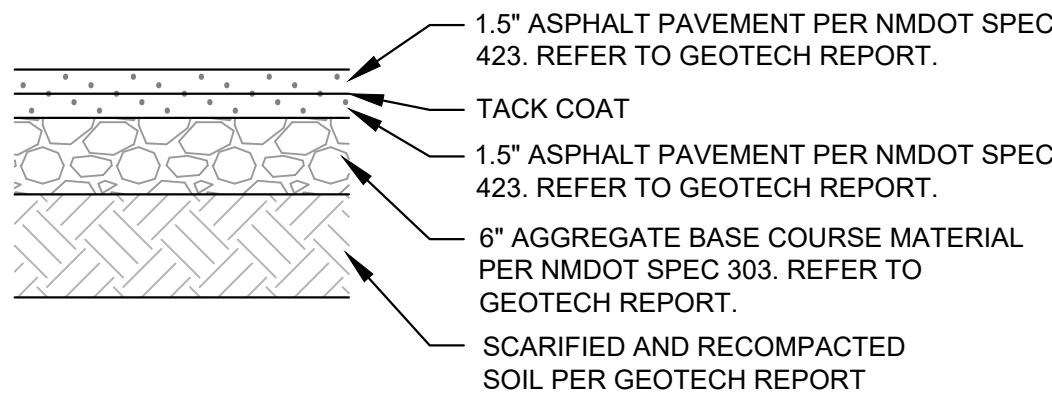 1.5" ASPHALT PAVEMENT PER NMDOT SPEC
423. REFER TO GEOTECH REPORT.
TACK COAT
1.5" ASPHALT PAVEMENT PER NMDOT SPEC
423. REFER TO GEOTECH REPORT.
6" AGGREGATE BASE COURSE MATERIAL
PER NMDOT SPEC 303. REFER TO
GEOTECH REPORT.
SCARIFIED AND RECOMPACTED
SOIL PER GEOTECH REPORT